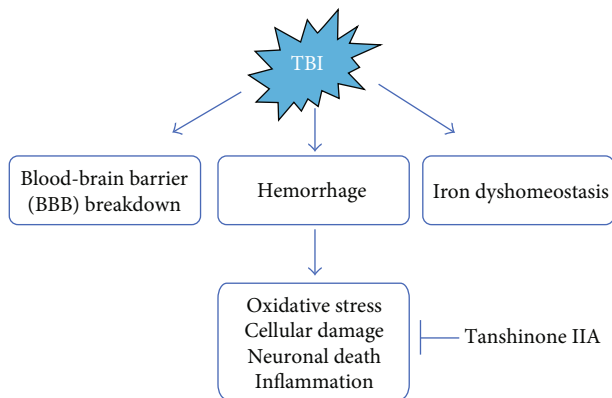 TBI
Blood-brain barrier
(BBB) breakdown
Hemorrhage
Iron dyshomeostasis
Oxidative stress
Cellular damage
Neuronal death
Inflammation
Tanshinone IIA